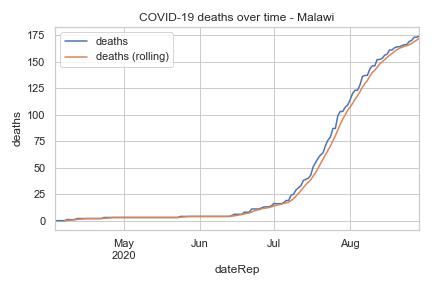 COVID-19 deaths over time - Malawi
deaths
deaths (rolling)
175
150
125
100
75
50
25
0
deaths
May
2020
Jun
Jul
Aug
dateRep